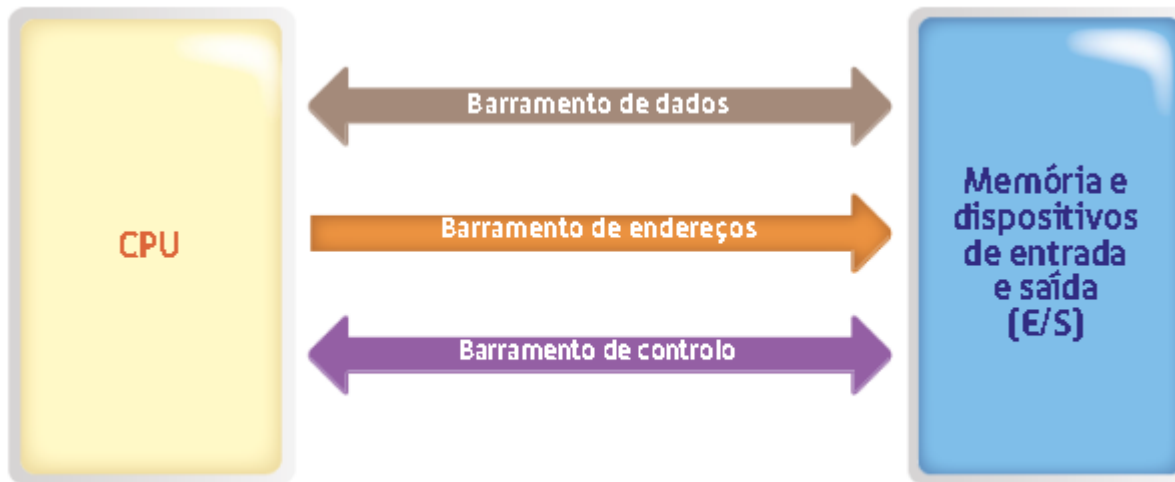 CPU
Barramento de dados
Barramento de endereços
Barramento de controlo
Memória e
dispositivos
de entrada
e saída
(E/S)